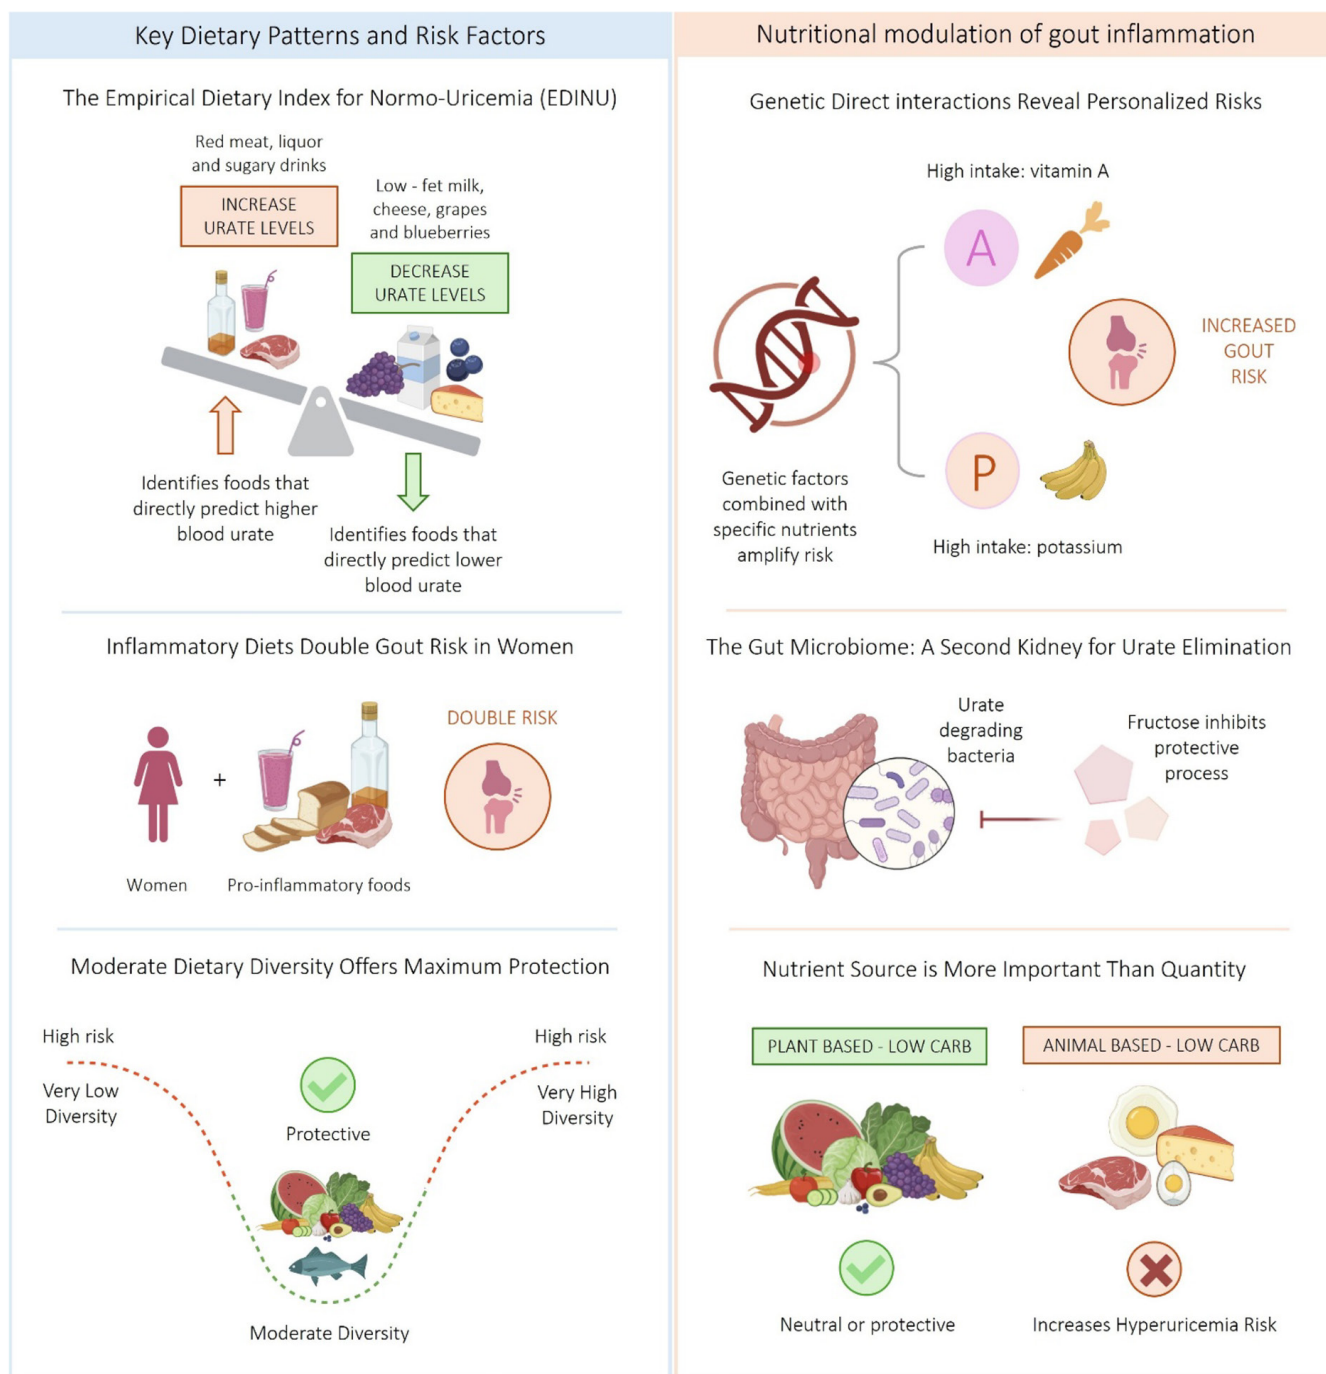 Key Dietary Patterns and Risk Factors
The Empirical Dietary Index for Normo-Uricemia (EDINU)
Red meat, liquor
and sugary drinks
INCREASE
URATE LEVELS
Low - fet milk,
cheese, grapes
and blueberries
DECREASE
URATE LEVELS
Identifies foods that
directly predict higher
blood urate
Identifies foods that
directly predict lower
blood urate
Inflammatory Diets Double Gout Risk in Women
DOUBLE RISK
+
Women
Pro-inflammatory foods
Moderate Dietary Diversity Offers Maximum Protection
High risk
Very Low
Diversity
Protective
High risk
Very High
Diversity
Moderate Diversity
Nutritional modulation of gout inflammation
Genetic Direct interactions Reveal Personalized Risks
High intake: vitamin A
A
INCREASED
GOUT
RISK
P
Genetic factors
combined with
specific nutrients
amplify risk
High intake: potassium
The Gut Microbiome: A Second Kidney for Urate Elimination
Urate
degrading
bacteria
Fructose inhibits
protective
process
Nutrient Source is More Important Than Quantity
PLANT BASED - LOW CARB
ANIMAL BASED - LOW CARB
Neutral or protective
Increases Hyperuricemia Risk